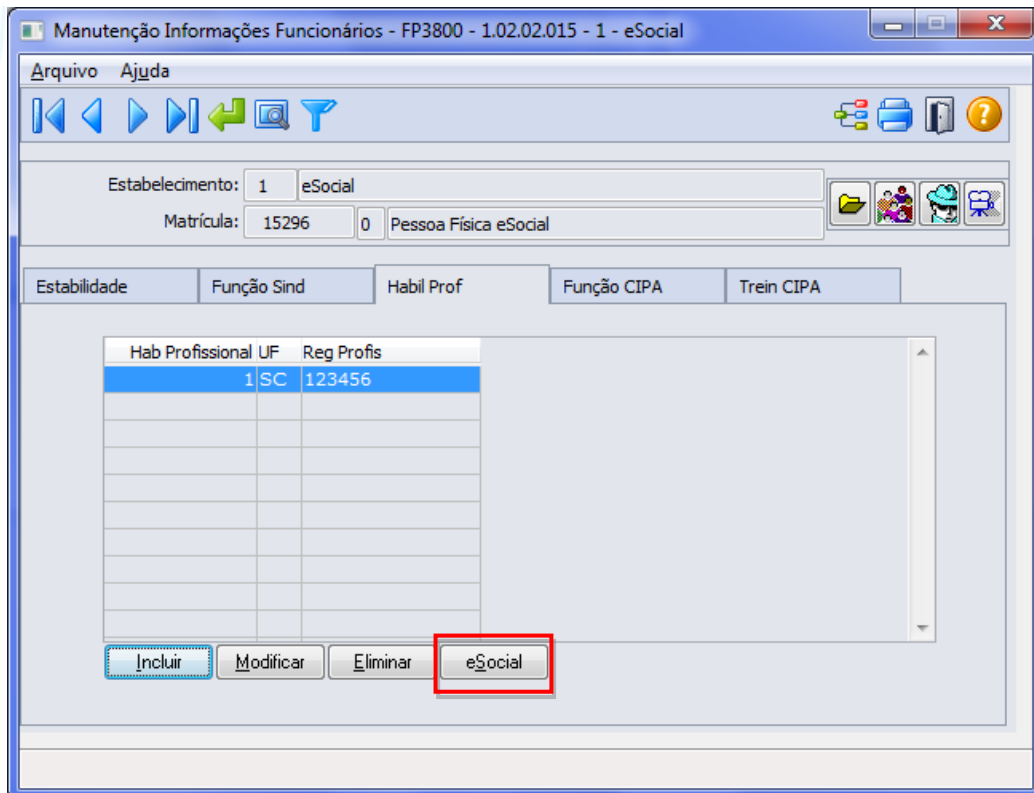 Manutenção Informações Funcionários - FP3800 - 1.02.02.015 - 1 - eSocial
Arquivo Ajuda
Estabelecimento: 1 eSocial
Matrícula: 15296 0 Pessoa Física eSocial
Estabilidade Função Sind Habil Prof Função CIPA Trein CIPA
Hab Profissional UF Reg Profis
1 SC 123456
Incluir Modificar Eliminar eSocial